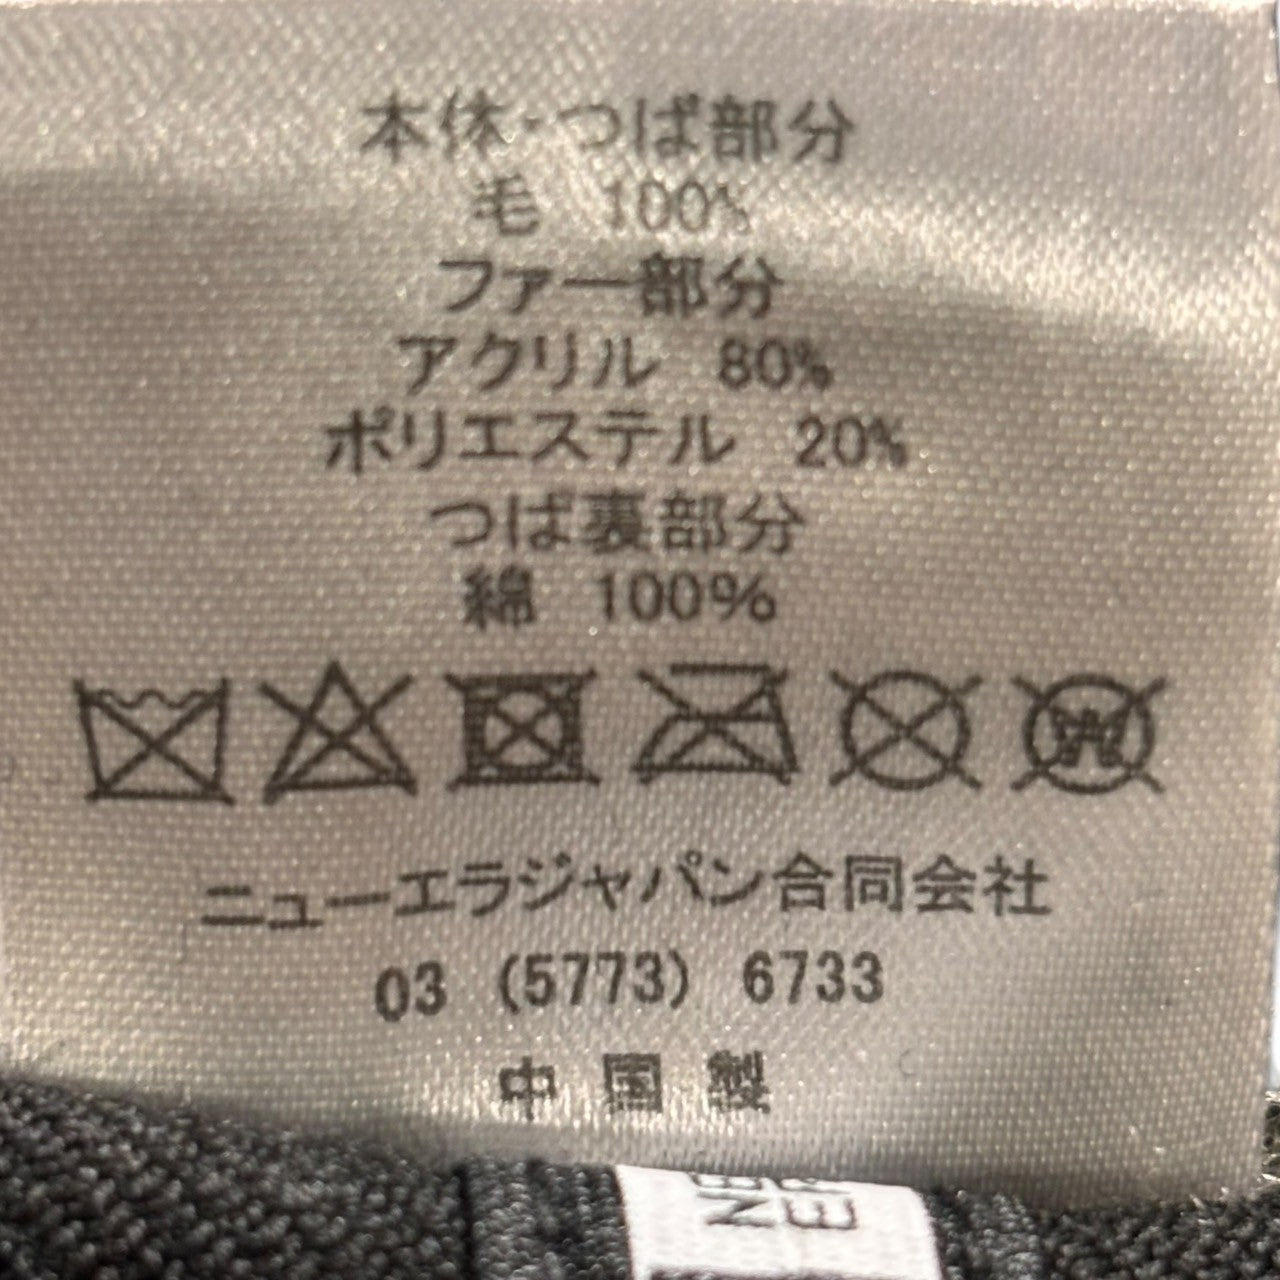 本体・つば部分
毛 100%
ファー部分
アクリル 80%
ポリエステル 20%
つば裏部分
綿 100%
ニューエラジャパン合同会社
03 (5773) 6733
中国製